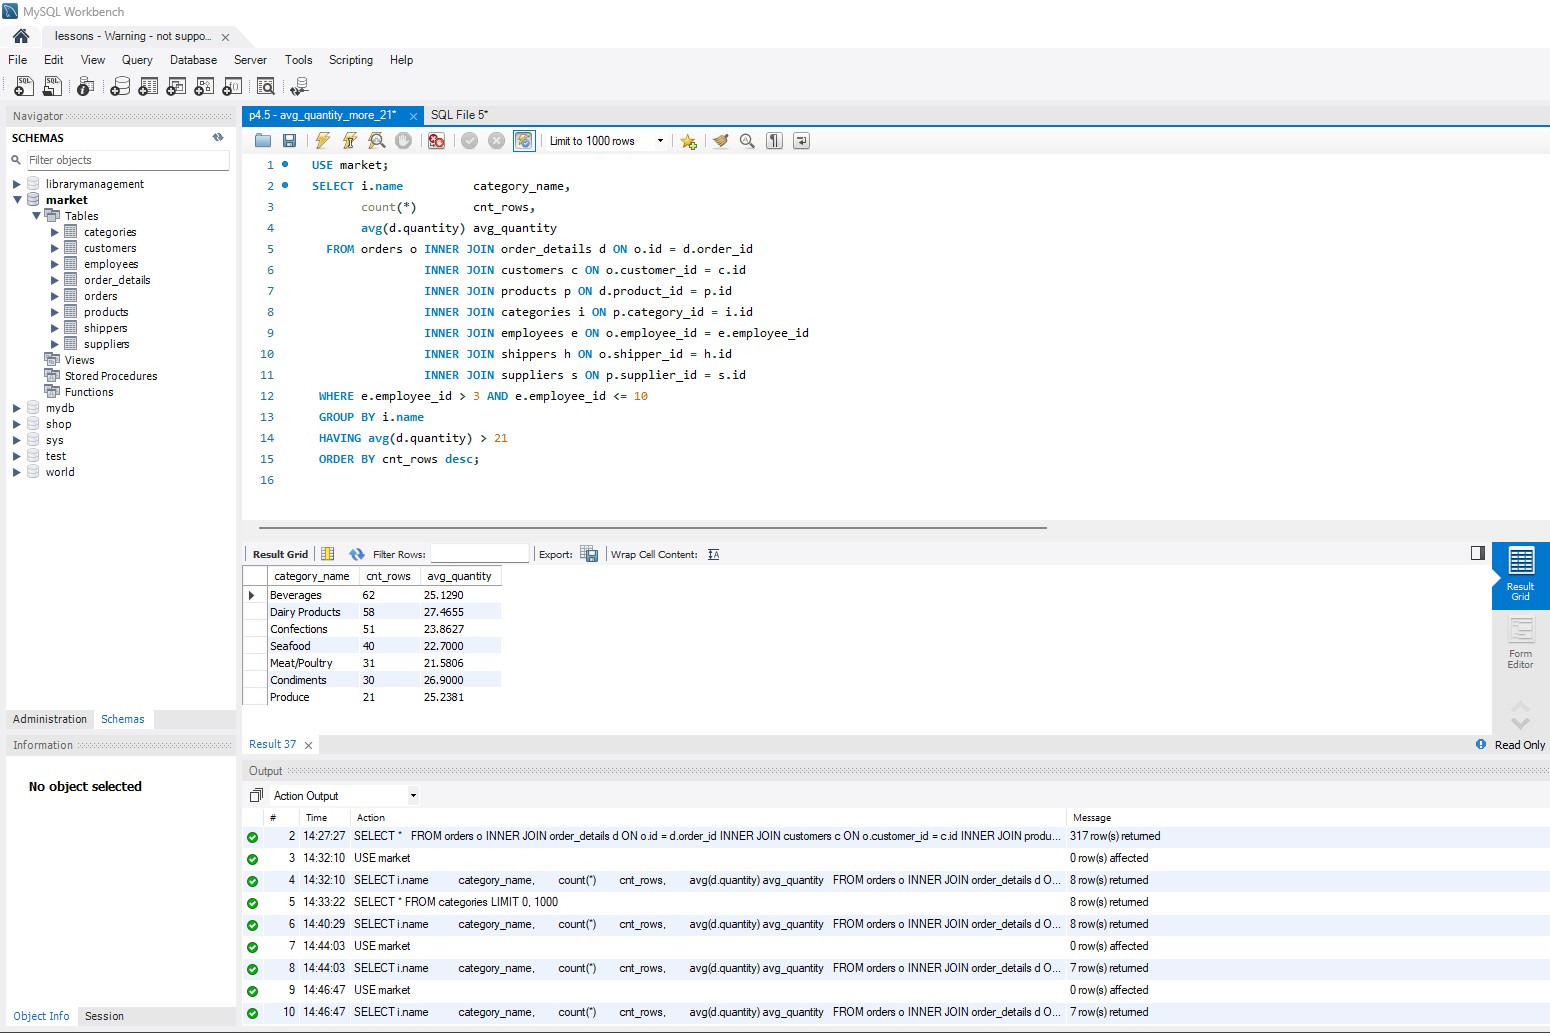 MySQL Workbench
lessons - Warning - not suppo...
File Edit View Query Database Server Tools Scripting Help
Navigator
SCHEMAS
Filter objects
librarymanagement
market
Tables
categories
customers
employees
order_details
orders
products
shippers
suppliers
Views
Stored Procedures
Functions
mydb
shop
sys
test
world
Administration Schemas
Information
No object selected
Object Info Session
p4.5 - avg_quantity_more_21* SQL File 5*
Limit to 1000 rows
1 USE market;
2 SELECT i.name category_name,
3 count(*) cnt_rows,
4 avg(d.quantity) avg_quantity
5 FROM orders o INNER JOIN order_details d ON o.id = d.order_id
6 INNER JOIN customers c ON o.customer_id = c.id
7 INNER JOIN products p ON d.product_id = p.id
8 INNER JOIN categories i ON p.category_id = i.id
9 INNER JOIN employees e ON o.employee_id = e.employee_id
10 INNER JOIN shippers h ON o.shipper_id = h.id
11 INNER JOIN suppliers s ON p.supplier_id = s.id
12 WHERE e.employee_id > 3 AND e.employee_id <= 10
13 GROUP BY i.name
14 HAVING avg(d.quantity) > 21
15 ORDER BY cnt_rows desc;
16
Result Grid Filter Rows: Export: Wrap Cell Content:
category_name cnt_rows avg_quantity
Beverages 62 25.1290
Dairy Products 58 27.4655
Confections 51 23.8627
Seafood 40 22.7000
Meat/Poultry 31 21.5806
Condiments 30 26.9000
Produce 21 25.2381
Result
Grid
Form
Editor
Result 37
Read Only
Output
Action Output
# Time Action Message
2 14:27:27 SELECT * FROM orders o INNER JOIN order_details d ON o.id = d.order_id INNER JOIN customers c ON o.customer_id = c.id INNER JOIN produ... 317 row(s) returned
3 14:32:10 USE market 0 row(s) affected
4 14:32:10 SELECT i.name category_name, count(*) cnt_rows, avg(d.quantity) avg_quantity FROM orders o INNER JOIN order_details d O... 8 row(s) returned
5 14:33:22 SELECT * FROM categories LIMIT 0, 1000 8 row(s) returned
6 14:40:29 SELECT i.name category_name, count(*) cnt_rows, avg(d.quantity) avg_quantity FROM orders o INNER JOIN order_details d O... 8 row(s) returned
7 14:44:03 USE market 0 row(s) affected
8 14:44:03 SELECT i.name category_name, count(*) cnt_rows, avg(d.quantity) avg_quantity FROM orders o INNER JOIN order_details d O... 7 row(s) returned
9 14:46:47 USE market 0 row(s) affected
10 14:46:47 SELECT i.name category_name, count(*) cnt_rows, avg(d.quantity) avg_quantity FROM orders o INNER JOIN order_details d O... 7 row(s) returned